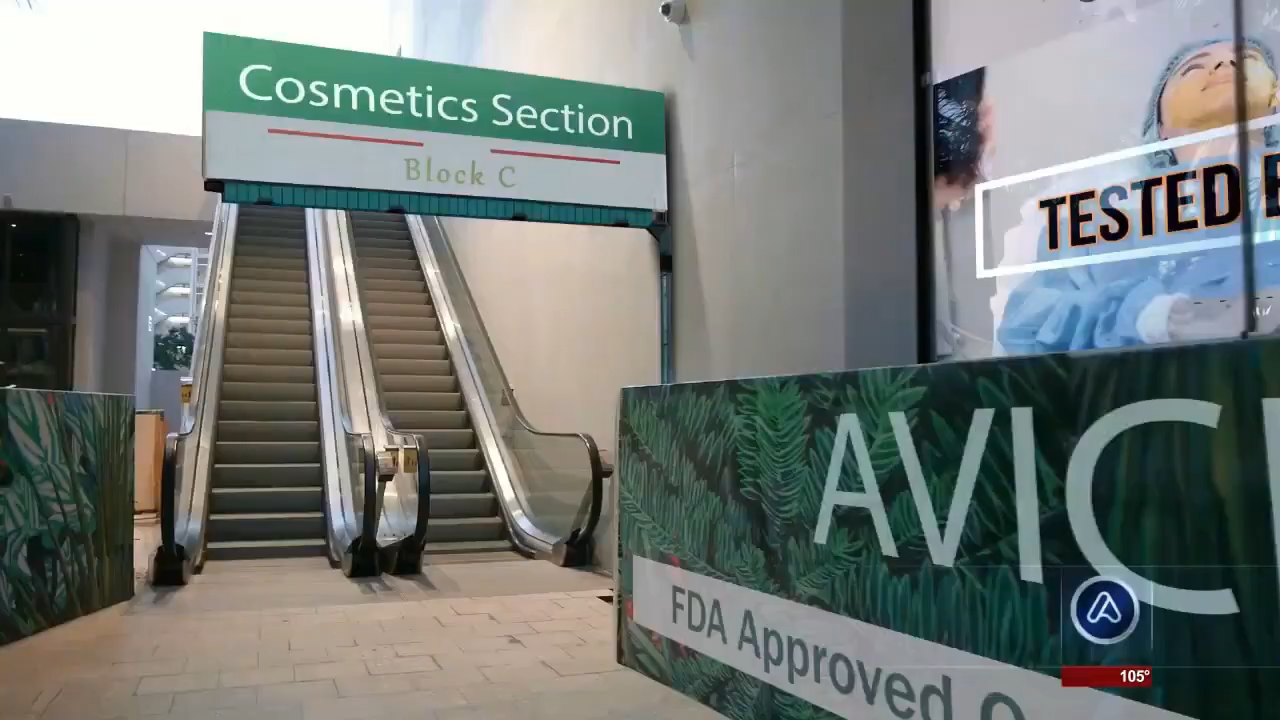 Cosmetics Section
Block C
TESTED
AVIC
FDA Approved
105°